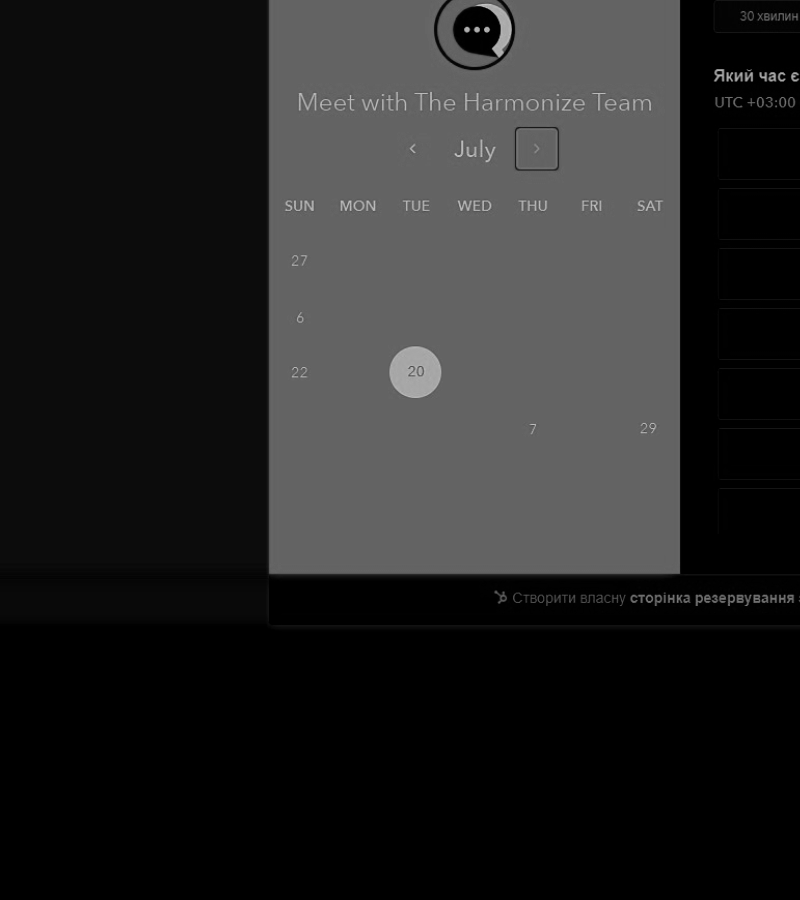 Meet with The Harmonize Team
July
SUN MON TUE WED THU FRI SAT
27
6
22 20
7 29
30 хвилин
Який час є
UTC +03:00
Створити власну сторінка резервування